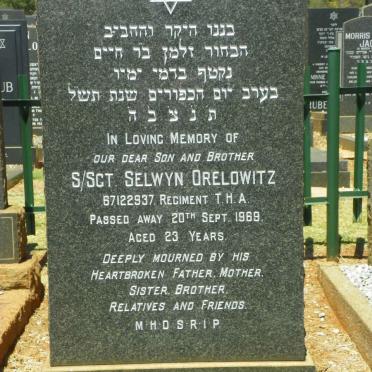 בננו היקר והחביב
הבחור זלמן בר חיים
נקטף בדמי ימיו
בערב יום הכפורים שנת תשל
ת נ צ ב ה
IN LOVING MEMORY OF
OUR DEAR SON AND BROTHER
S/SGT SELWYN ORELOWITZ
67122937 REGIMENT T.H.A.
PASSED AWAY 20TH SEPT. 1969.
AGED 23 YEARS.
DEEPLY MOURNED BY HIS
HEARTBROKEN FATHER, MOTHER,
SISTER, BROTHER,
RELATIVES AND FRIENDS.
M.H.D.S.R.I.P.
MORRIS